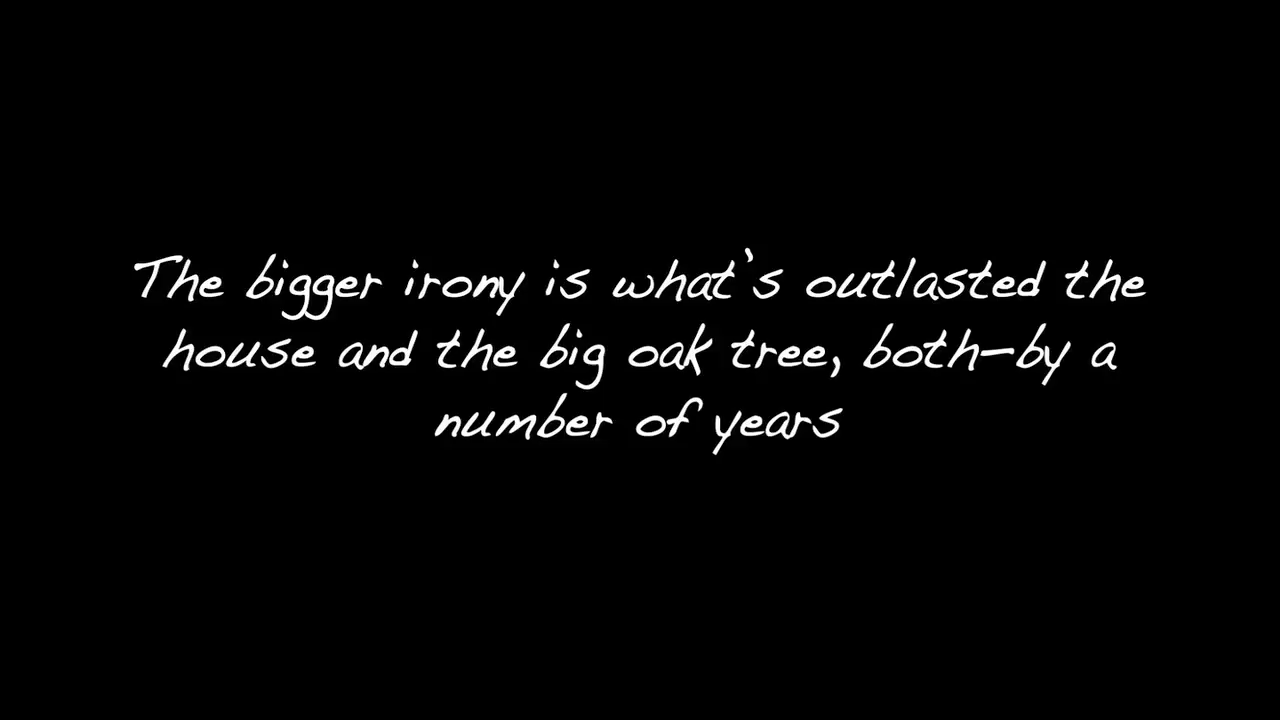 The bigger irony is what's outlasted the
house and the big oak tree, both—by a
number of years